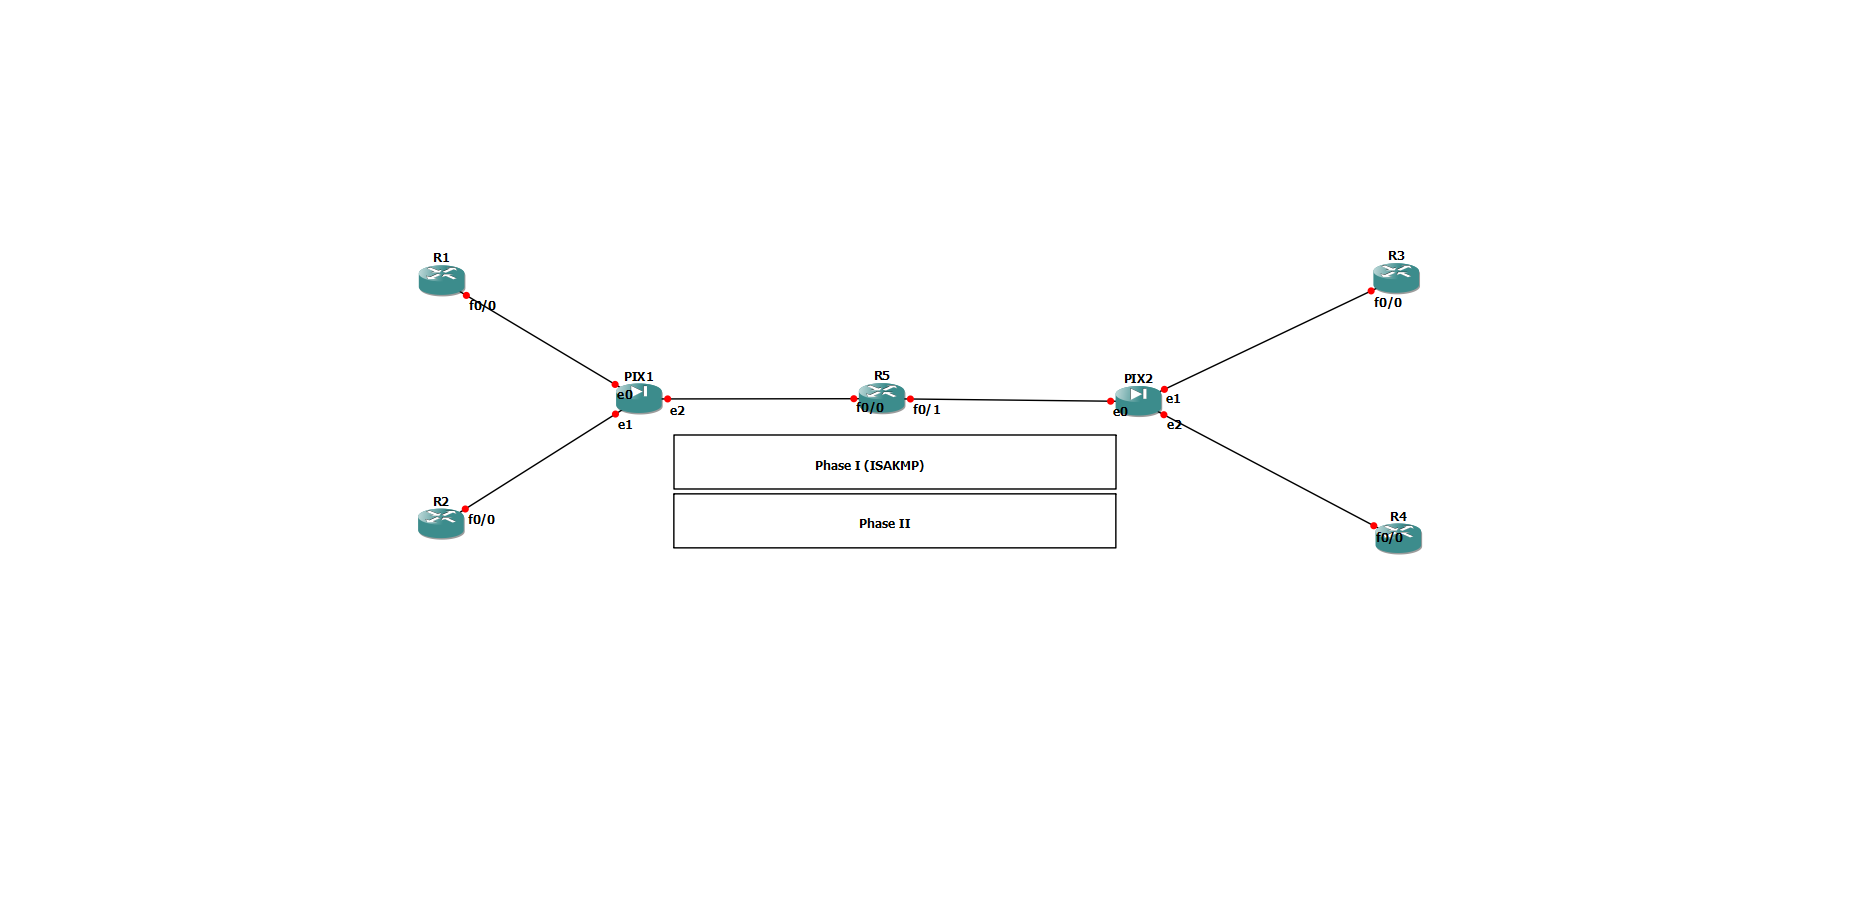 R1
f0/0
R3
f0/0
PIX1
e0
e1
e2
R5
f0/0
f0/1
PIX2
e0
e1
e2
Phase I (ISAKMP)
Phase II
R2
f0/0
R4
f0/0